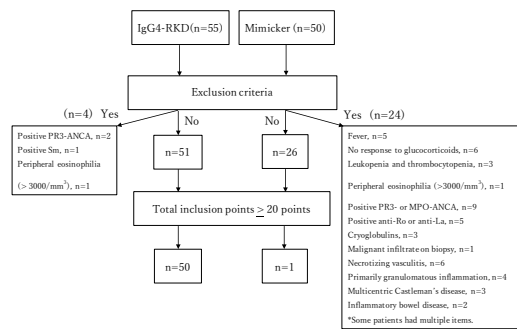 IgG4-RKD(n=55)
Mimicker (n=50)
Exclusion criteria
(n=4) Yes
No
No
Yes (n=24)
Positive PR3-ANCA, n=2
Positive Sm, n=1
Peripheral eosinophilia
(> 3000/mm³), n=1
n=51
n=26
Fever, n=5
No response to glucocorticoids, n=6
Leukopenia and thrombocytopenia, n=3
Peripheral eosinophilia (>3000/mm³), n=1
Positive PR3- or MPO-ANCA, n=9
Positive anti-Ro or anti-La, n=5
Cryoglobulins, n=3
Malignant infiltrate on biopsy, n=1
Necrotizing vasculitis, n=6
Primarily granulomatous inflammation, n=4
Multicentric Castleman's disease, n=3
Inflammatory bowel disease, n=2
*Some patients had multiple items.
Total inclusion points ≥ 20 points
n=50
n=1